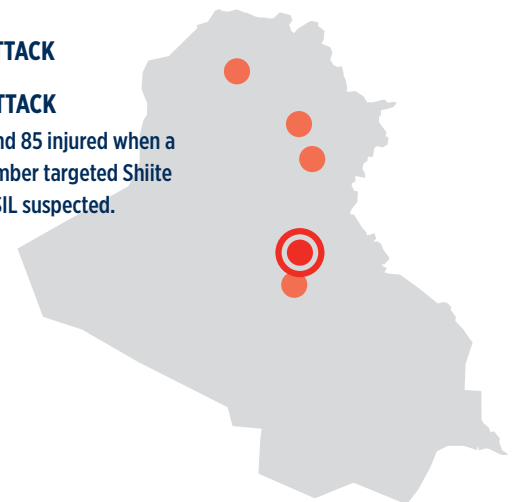 TTACK
TTACK
nd 85 injured when a
mber targeted Shiite
SIL suspected.